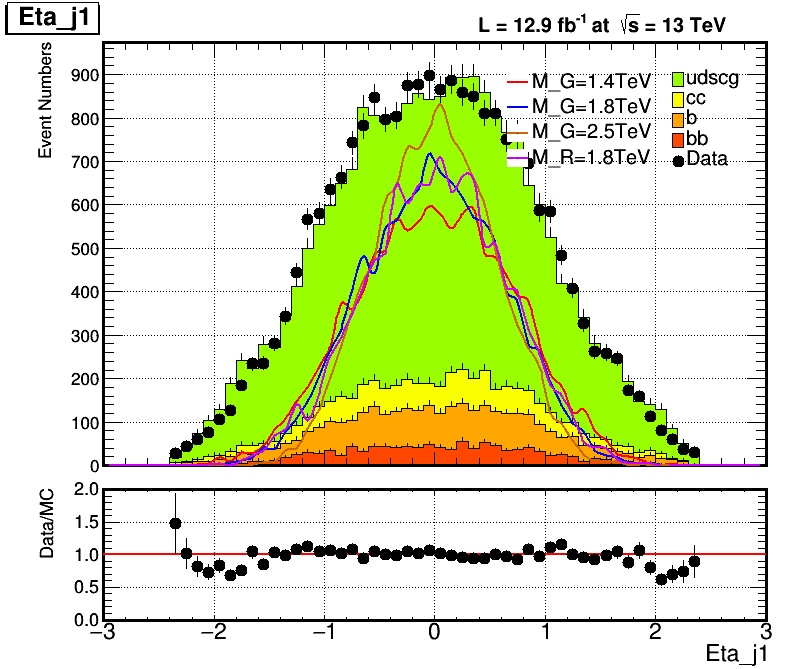 Eta_j1
L = 12.9 fb-1 at √s = 13 TeV
Event Numbers
900
800
700
600
500
400
300
200
100
0
M_G=1.4TeV
M_G=1.8TeV
M_G=2.5TeV
M_R=1.8TeV
udscg
cc
b
bb
Data
Data/MC
2.0
1.5
1.0
0.5
0.0
−3 −2 −1 0 1 2 3
Eta_j1